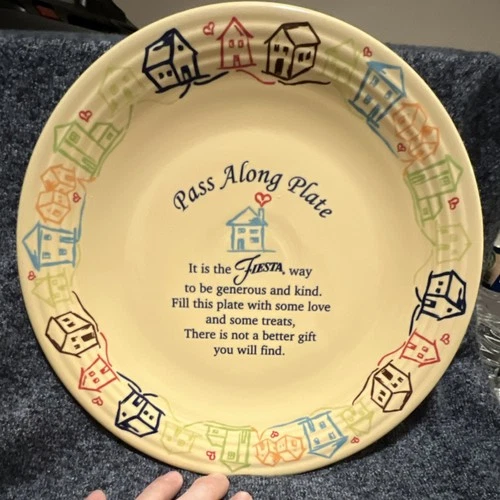 Pass Along Plate
It is the FIESTA, way
to be generous and kind.
Fill this plate with some love
and some treats,
There is not a better gift
you will find.